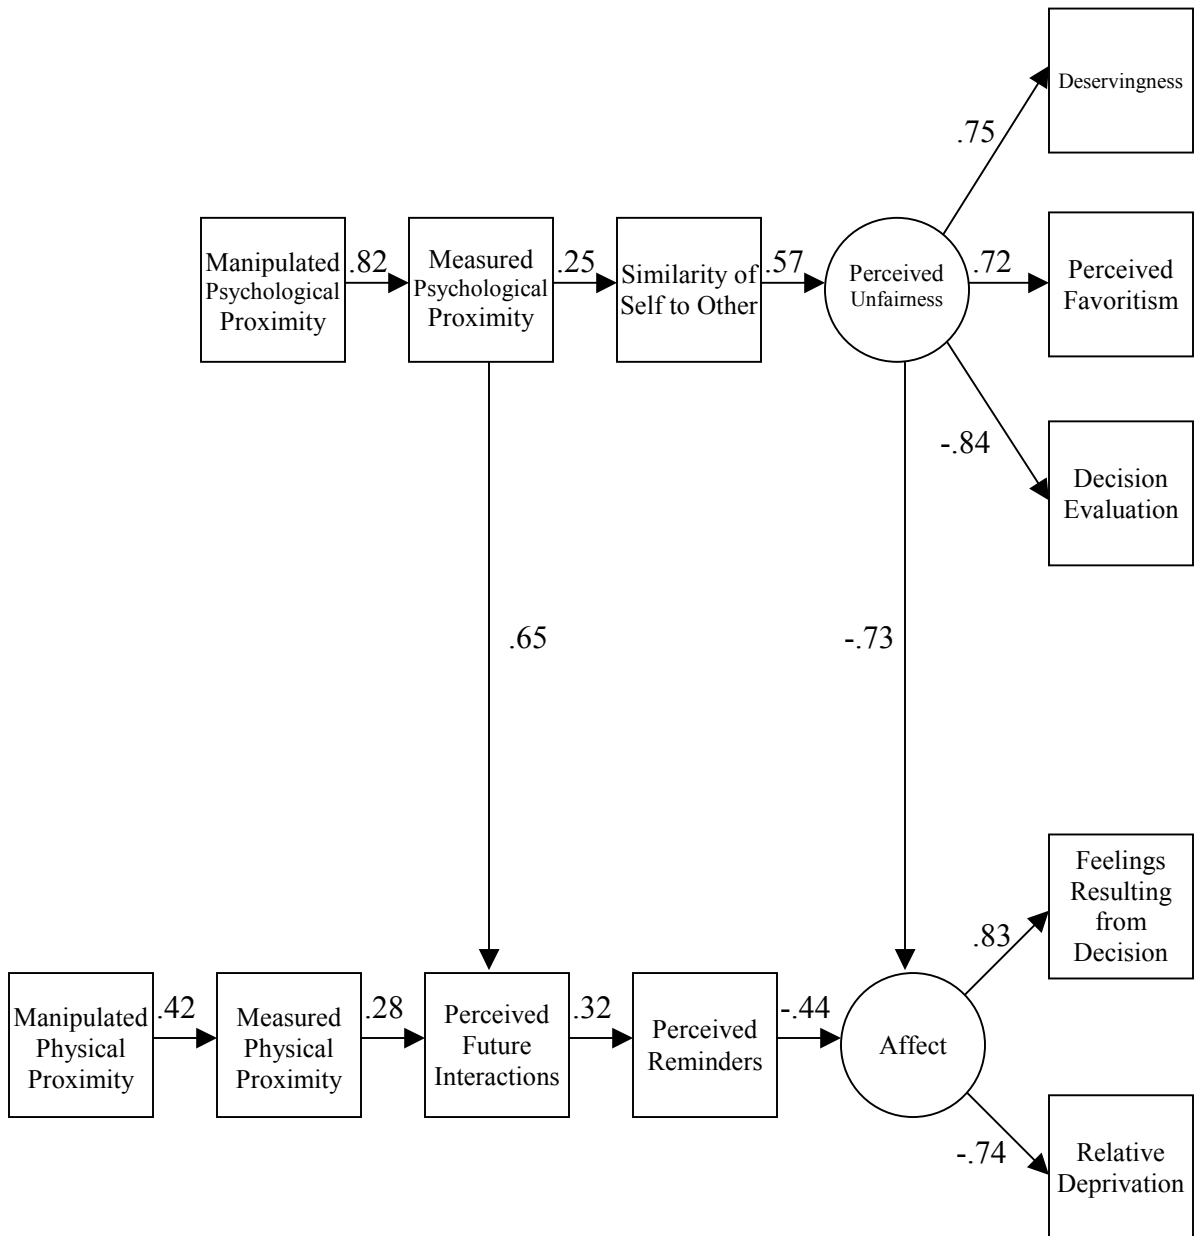 Deservingness
.75
Manipulated
Psychological
Proximity
.82
Measured
Psychological
Proximity
.25
Similarity of
Self to Other
.57
Perceived
Unfairness
.72
Perceived
Favoritism
-.84
Decision
Evaluation
.65
-.73
Feelings
Resulting
from
Decision
.83
Manipulated
Physical
Proximity
.42
Measured
Physical
Proximity
.28
Perceived
Future
Interactions
.32
Perceived
Reminders
-.44
Affect
-.74
Relative
Deprivation